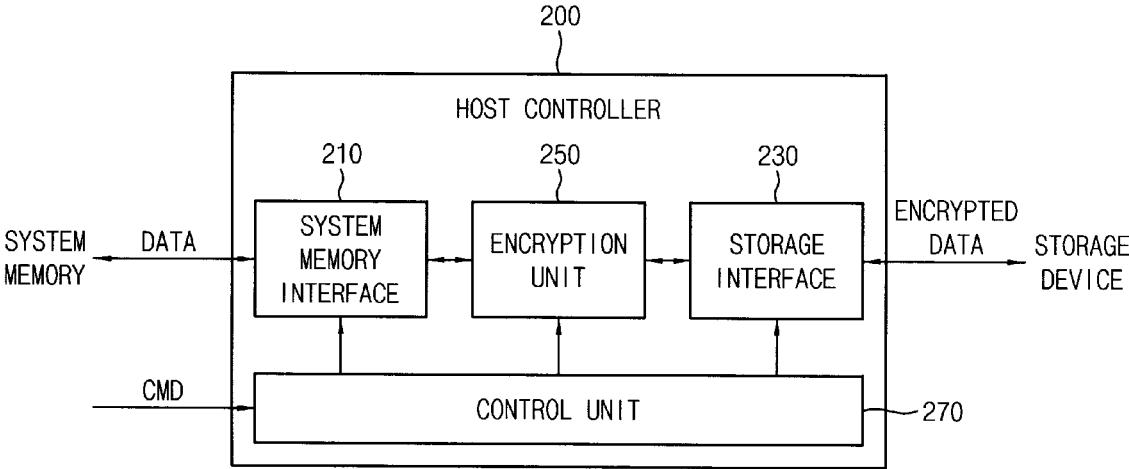 200
HOST CONTROLLER
210
250
230
SYSTEM
MEMORY
DATA
SYSTEM
MEMORY
INTERFACE
ENCRYPTION
UNIT
STORAGE
INTERFACE
ENCRYPTED
DATA
STORAGE
DEVICE
CMD
CONTROL UNIT
270